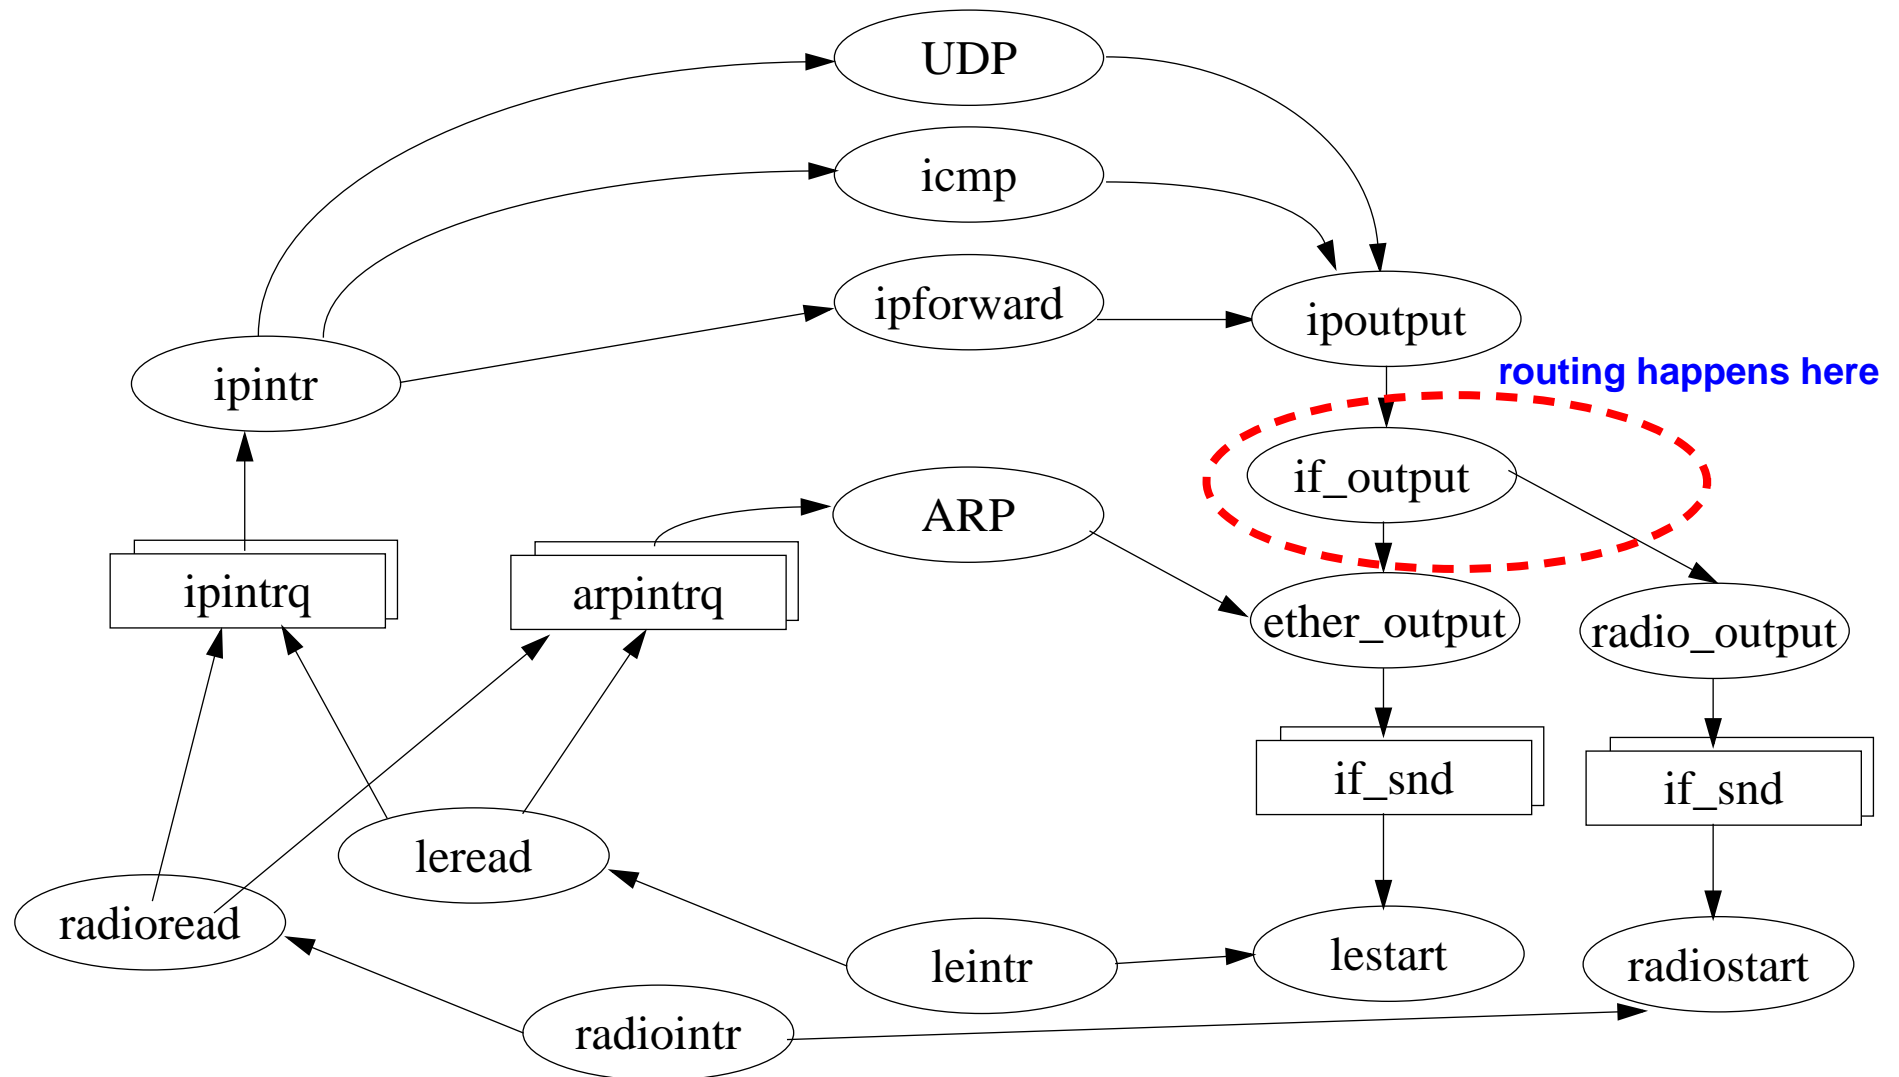 UDP
icmp
ipforward
ipoutput
routing happens here
ipintr
if_output
ARP
ipintrq
arpintrq
ether_output
radio_output
if_snd
if_snd
leread
radioread
leintr
lestart
radiostart
radiointr